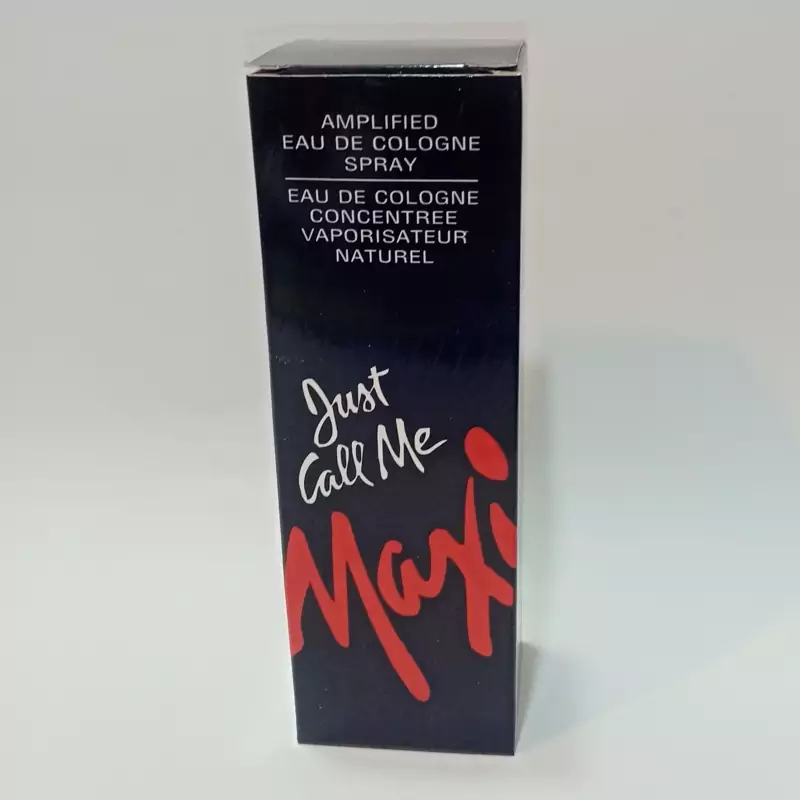 AMPLIFIED
EAU DE COLOGNE
SPRAY
EAU DE COLOGNE
CONCENTREE
VAPORISATEUR
NATUREL
Just
Call Me
Maxi